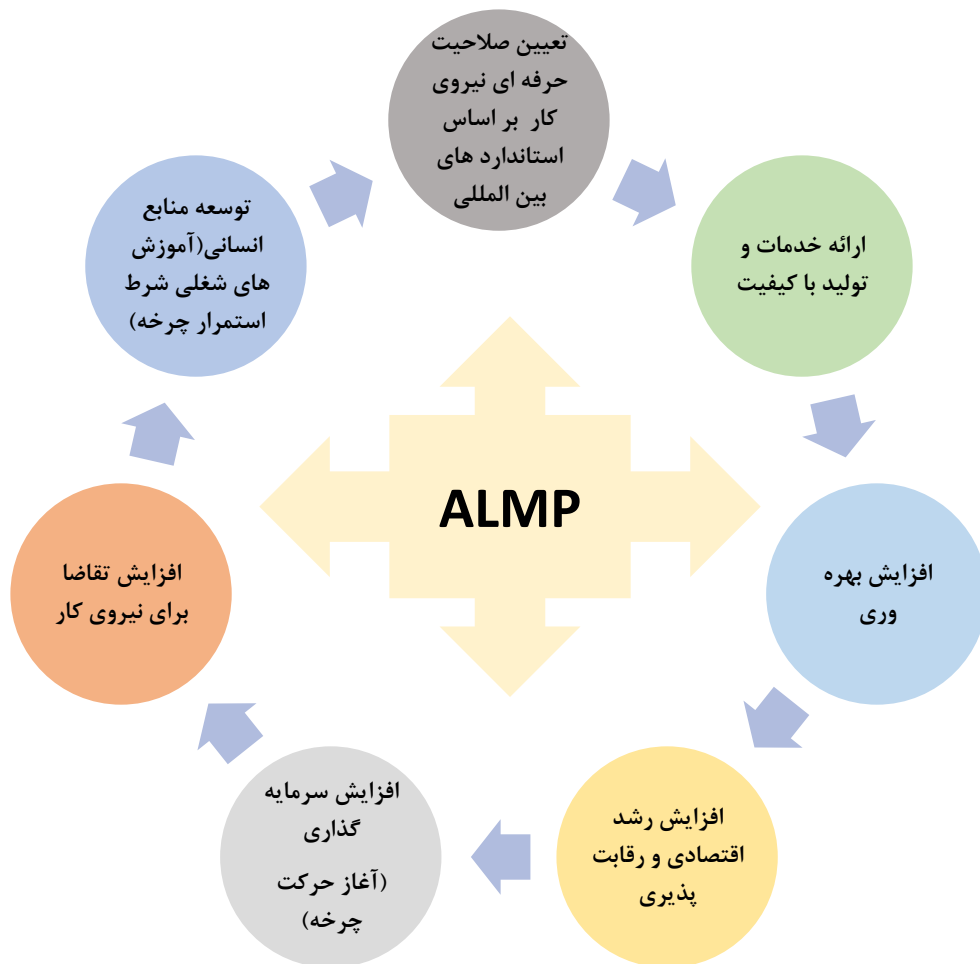 تعیین صلاحیت
حرفه ای نیروی
کار بر اساس
استاندارد های
بین المللی
ارائه خدمات و
تولید با کیفیت
افزایش بهره
وری
افزایش رشد
اقتصادی و رقابت
پذیری
افزایش سرمایه
گذاری
(آغاز حرکت
چرخه)
افزایش تقاضا
برای نیروی کار
توسعه منابع
انسانی(آموزش
های شغلی شرط
استمرار چرخه)
ALMP